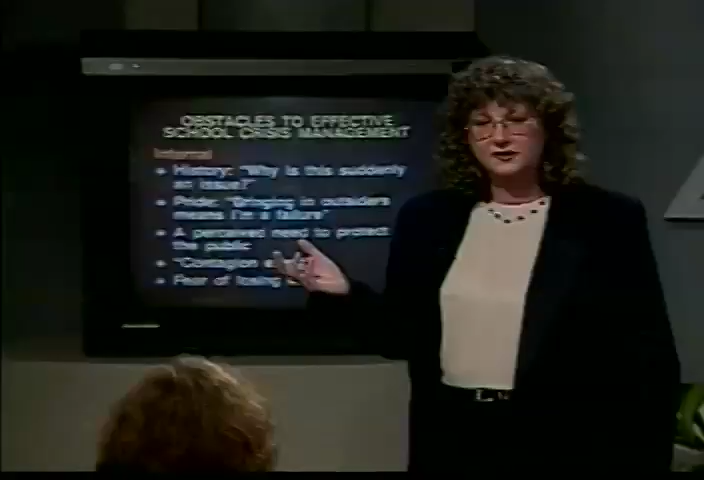 OBSTACLES TO EFFECTIVE
SCHOOL CRISIS MANAGEMENT
Internal
• History: "Why is this suddenly
an issue?"
• Pride: "Bringing in outsiders
means I'm a failure"
• A perceived need to protect
the public
• "Contagion
• Fear of losing